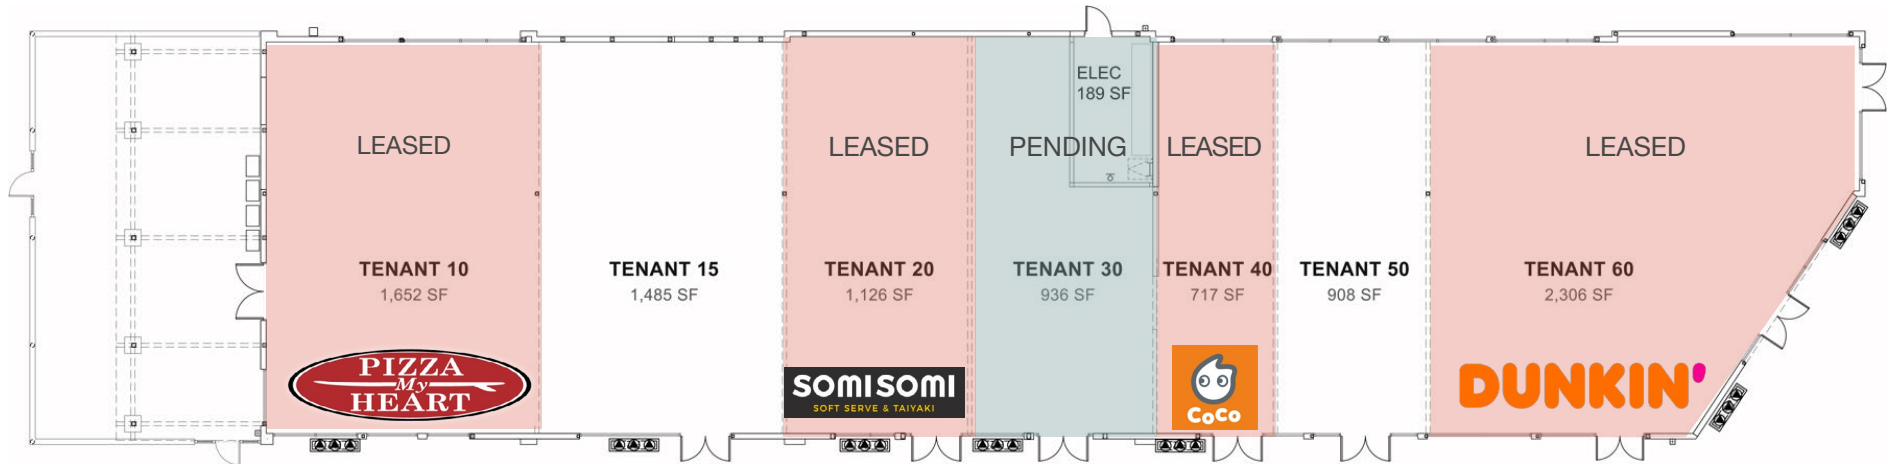 ELEC
189 SF
LEASED
LEASED
PENDING
LEASED
LEASED
TENANT 10
1,652 SF
TENANT 15
1,485 SF
TENANT 20
1,126 SF
TENANT 30
936 SF
TENANT 40
717 SF
TENANT 50
908 SF
TENANT 60
2,306 SF
PIZZA
My
HEART
SOMISOMI
SOFT SERVE & TAIYAKI
CoCo
DUNKIN'